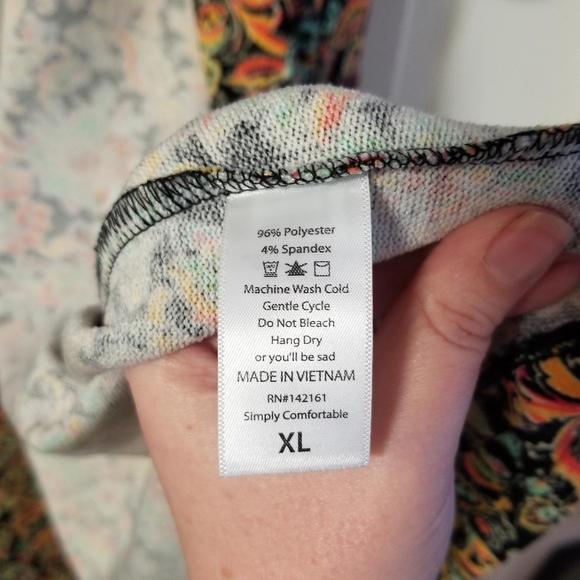 96% Polyester
4% Spandex
Machine Wash Cold
Gentle Cycle
Do Not Bleach
Hang Dry
or you'll be sad
MADE IN VIETNAM
RN#142161
Simply Comfortable
XL